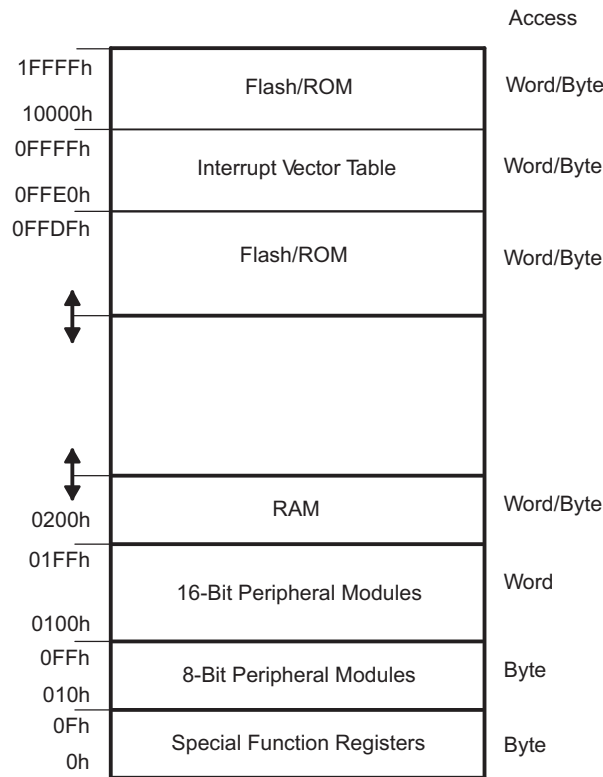 Access
1FFFFh
Flash/ROM
Word/Byte
10000h
0FFFFh
Interrupt Vector Table
Word/Byte
0FFE0h
0FFDFh
Flash/ROM
Word/Byte
RAM
Word/Byte
0200h
01FFh
16-Bit Peripheral Modules
Word
0100h
0FFh
8-Bit Peripheral Modules
Byte
010h
0Fh
Special Function Registers
Byte
0h